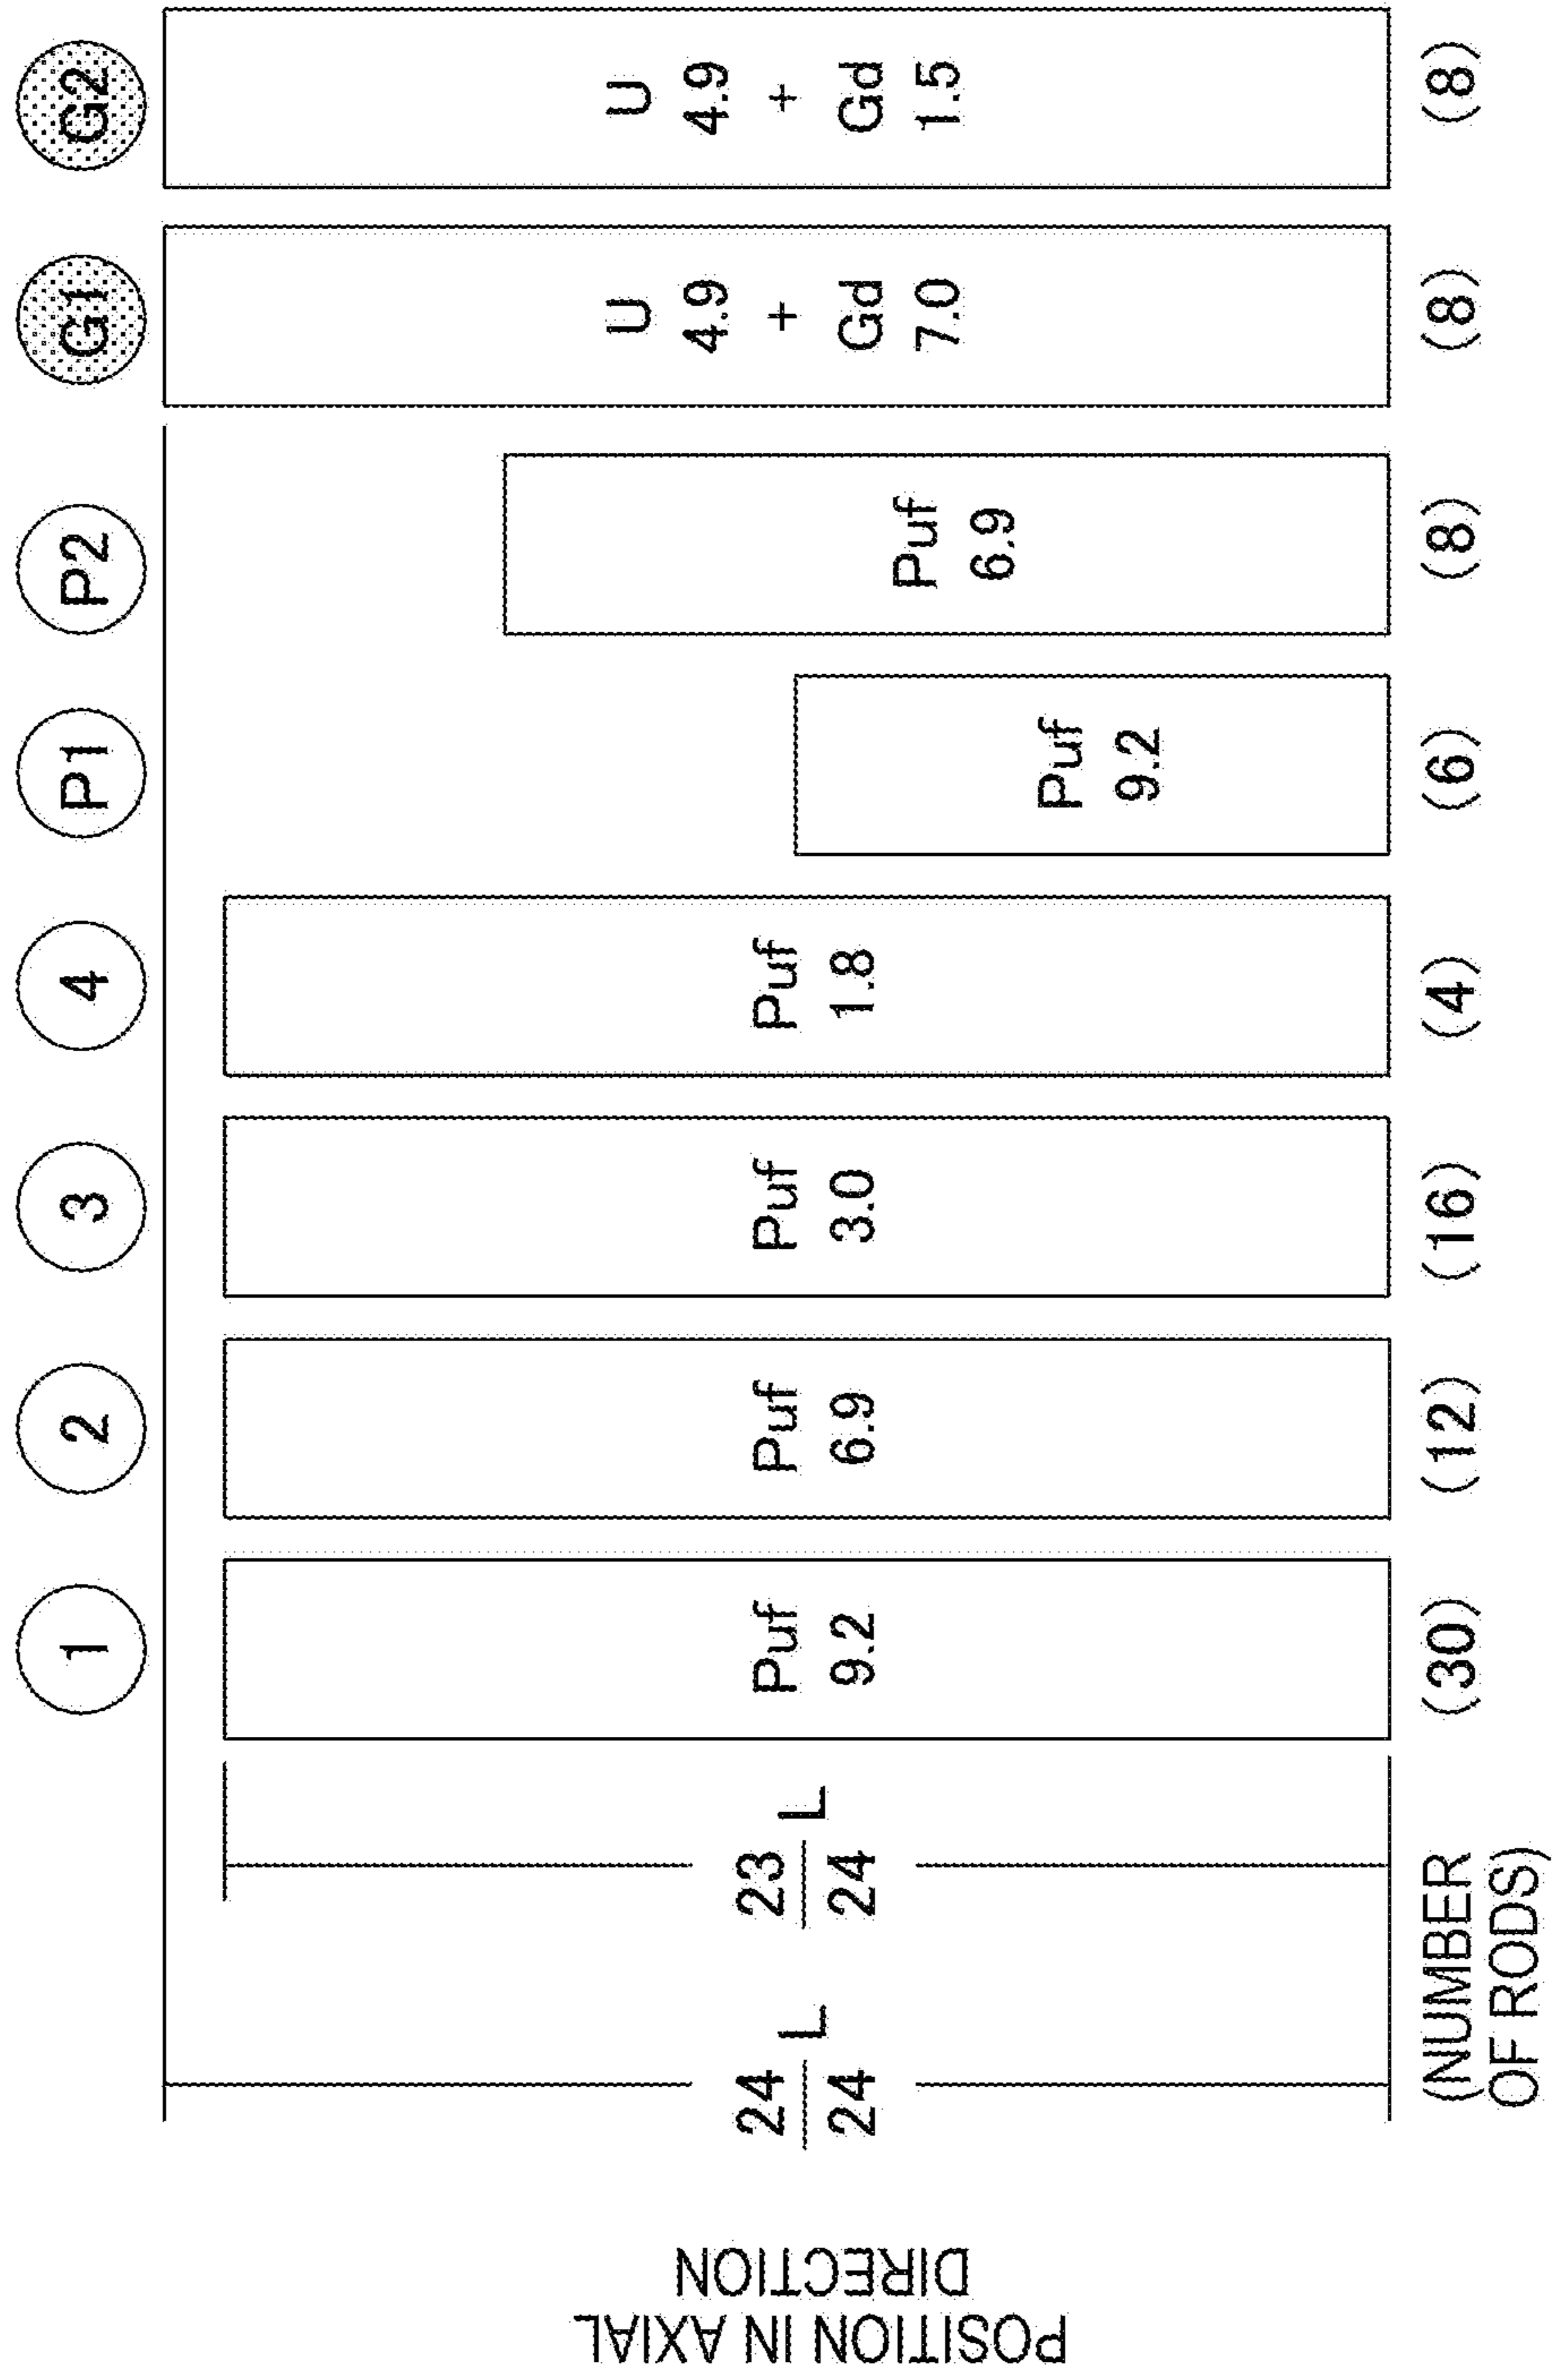 1
2
3
4
P1
P2
G1
G2
POSITION IN AXIAL
DIRECTION
24
24
L
23
24
L
Puf
9.2
Puf
6.9
Puf
3.0
Puf
1.8
Puf
9.2
Puf
6.9
U
4.9
+
Gd
7.0
U
4.9
+
Gd
1.5
(NUMBER
OF RODS)
(30)
(12)
(16)
(4)
(6)
(8)
(8)
(8)